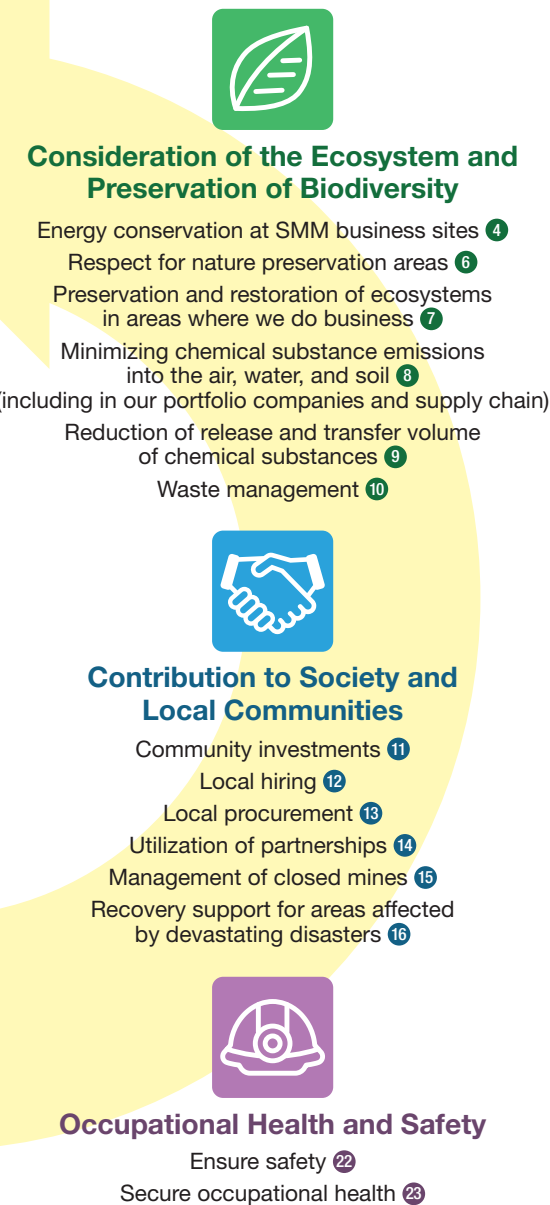 Consideration of the Ecosystem and
Preservation of Biodiversity
Energy conservation at SMM business sites 4
Respect for nature preservation areas 6
Preservation and restoration of ecosystems
in areas where we do business 7
Minimizing chemical substance emissions
into the air, water, and soil 8
(including in our portfolio companies and supply chain)
Reduction of release and transfer volume
of chemical substances 9
Waste management 10
Contribution to Society and
Local Communities
Community investments 11
Local hiring 12
Local procurement 13
Utilization of partnerships 14
Management of closed mines 15
Recovery support for areas affected
by devastating disasters 16
Occupational Health and Safety
Ensure safety 22
Secure occupational health 23